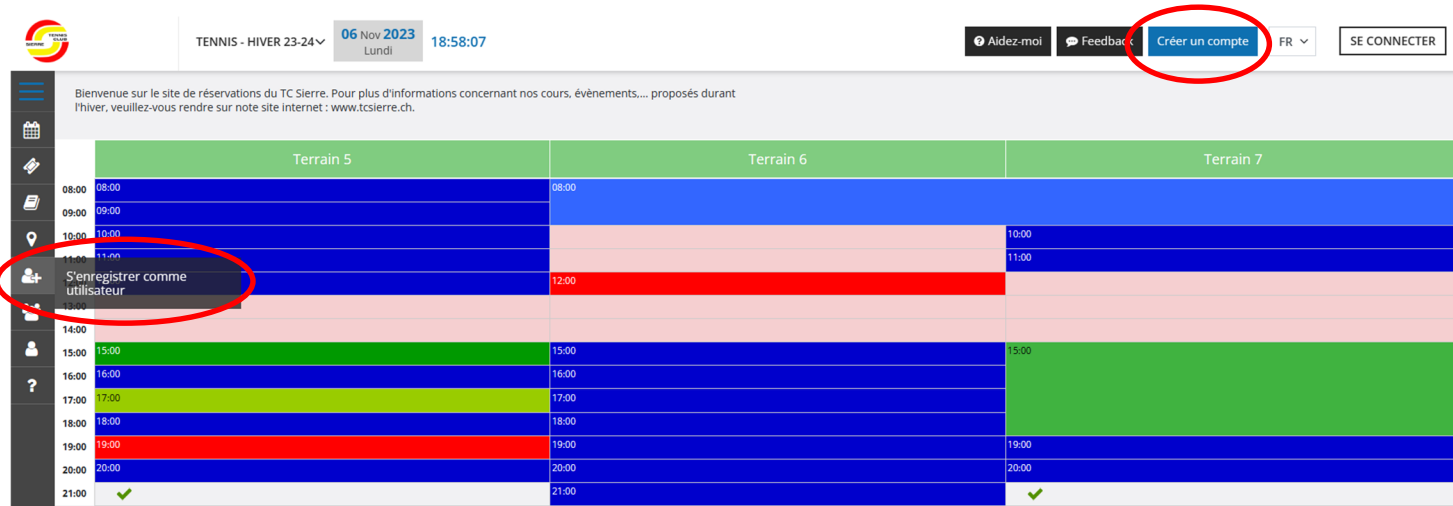 TENNIS CLUB
SIERRE
TENNIS - HIVER 23-24
06 Nov 2023
Lundi
18:58:07
Aidez-moi
Feedback
Créer un compte
FR
SE CONNECTER
Bienvenue sur le site de réservations du TC Sierre. Pour plus d'informations concernant nos cours, évènements,... proposés durant
l'hiver, veuillez-vous rendre sur note site internet : www.tcsierre.ch.
Terrain 5 Terrain 6 Terrain 7
08:00 08:00 08:00
09:00 09:00
10:00 10:00 10:00
11:00 11:00 11:00
S'enregistrer comme
utilisateur
12:00
13:00
14:00
15:00 15:00 15:00 15:00
16:00 16:00 16:00
17:00 17:00 17:00
18:00 18:00 18:00
19:00 19:00 19:00 19:00
20:00 20:00 20:00 20:00
21:00 21:00